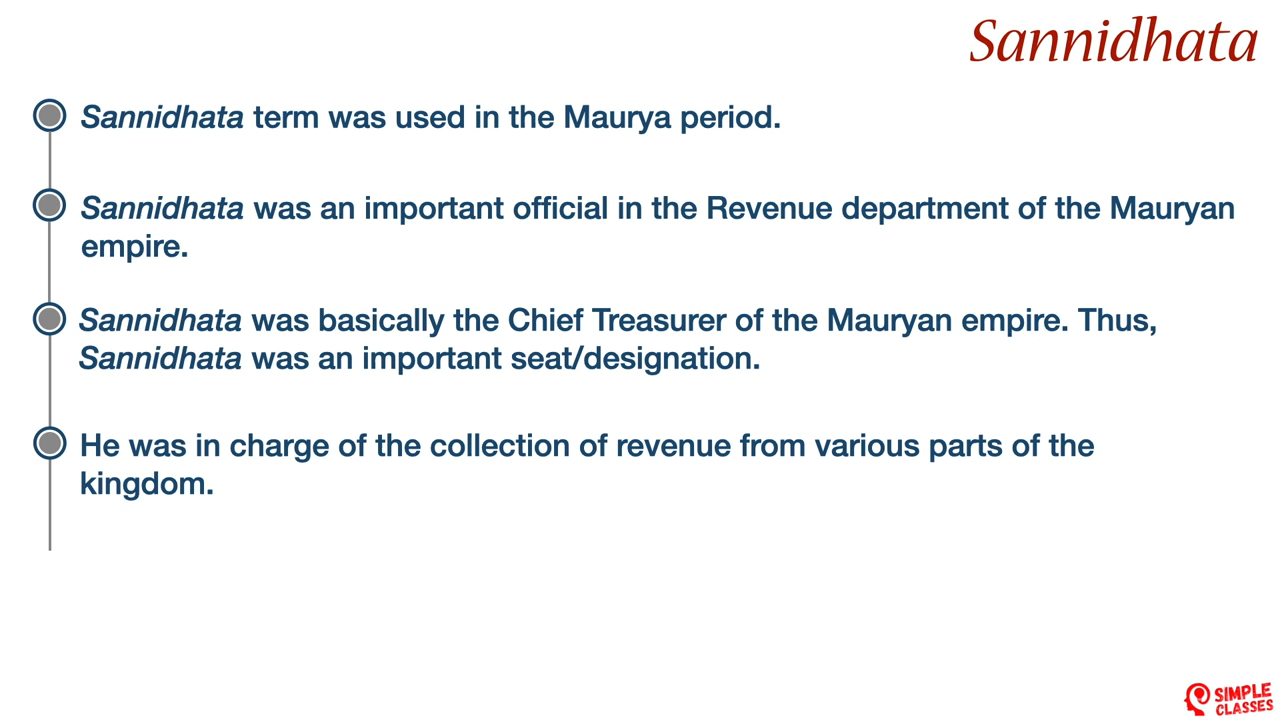 Sannidhata
Sannidhata term was used in the Maurya period.
Sannidhata was an important official in the Revenue department of the Mauryan
empire.
Sannidhata was basically the Chief Treasurer of the Mauryan empire. Thus,
Sannidhata was an important seat/designation.
He was in charge of the collection of revenue from various parts of the
kingdom.
SIMPLE
CLASSES